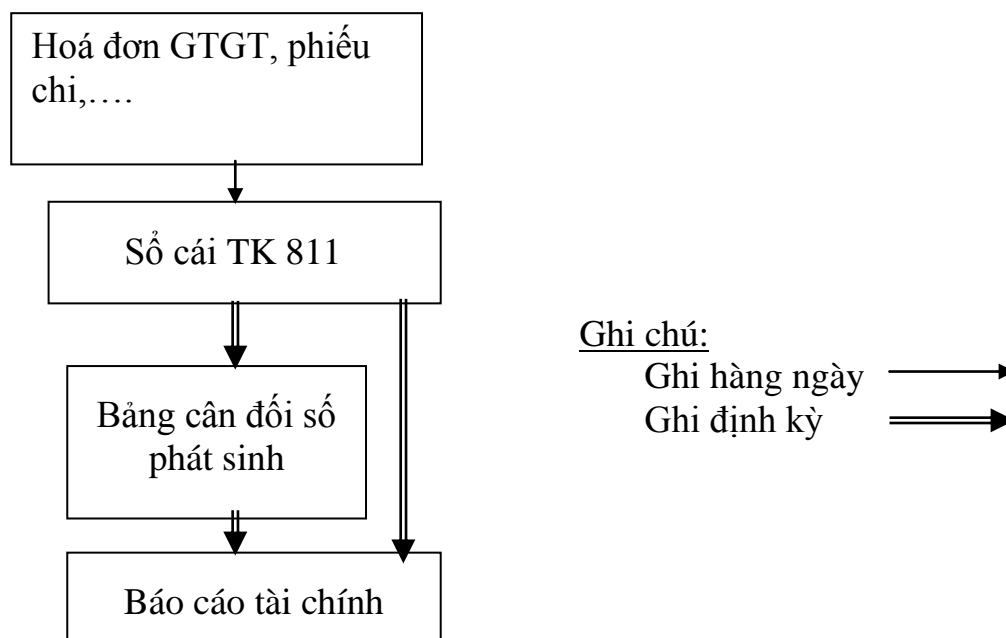 Hoá đơn GTGT, phiếu
chi,….
Sổ cái TK 811
Bảng cân đối số
phát sinh
Báo cáo tài chính
Ghi chú:
Ghi hàng ngày
Ghi định kỳ